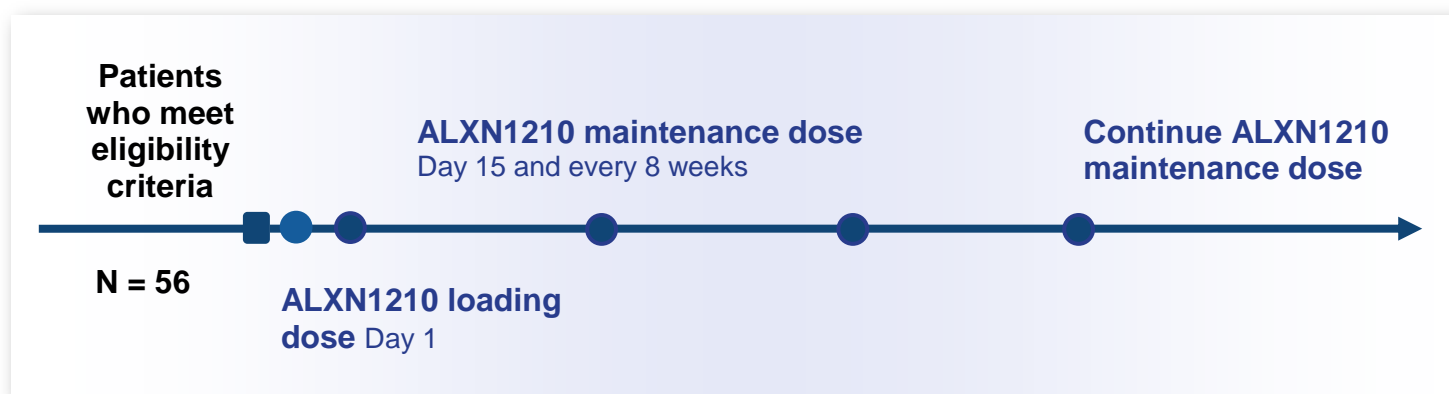 Patients
who meet
eligibility
criteria
N = 56
ALXN1210 loading
dose Day 1
ALXN1210 maintenance dose
Day 15 and every 8 weeks
Continue ALXN1210
maintenance dose